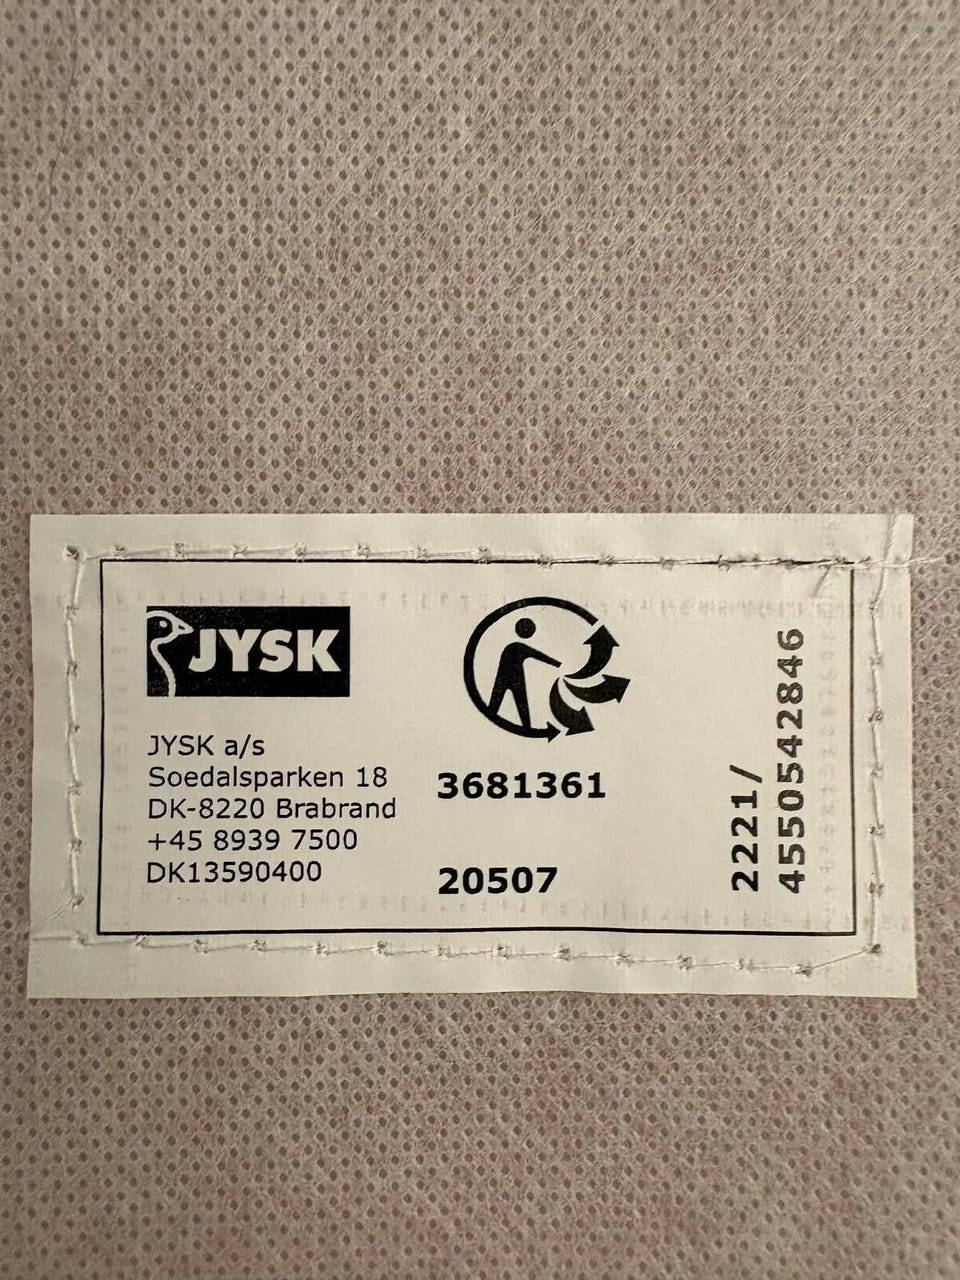 JYSK
JYSK a/s
Soedalsparken 18
DK-8220 Brabrand
+45 8939 7500
DK13590400
3681361
20507
2221/
4550542846